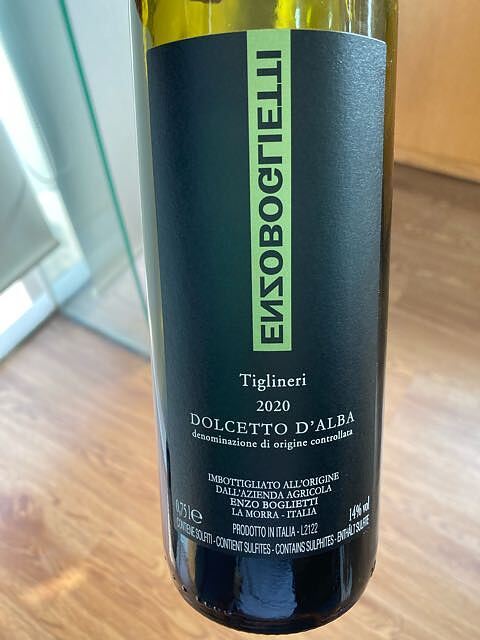 ENZOBOGLIETTI
Tiglineri
2020
DOLCETTO D'ALBA
denominazione di origine controllata
IMBOTTIGLIATO ALL'ORIGINE
DALL'AZIENDA AGRICOLA
ENZO BOGLIETTI
LA MORRA - ITALIA
0,75 l e
14% vol
PRODOTTO IN ITALIA - L2122
CONTIENE SOLFITI - CONTIENT SULFITES - CONTAINS SULPHITES - ENTHÄLT SULFITE